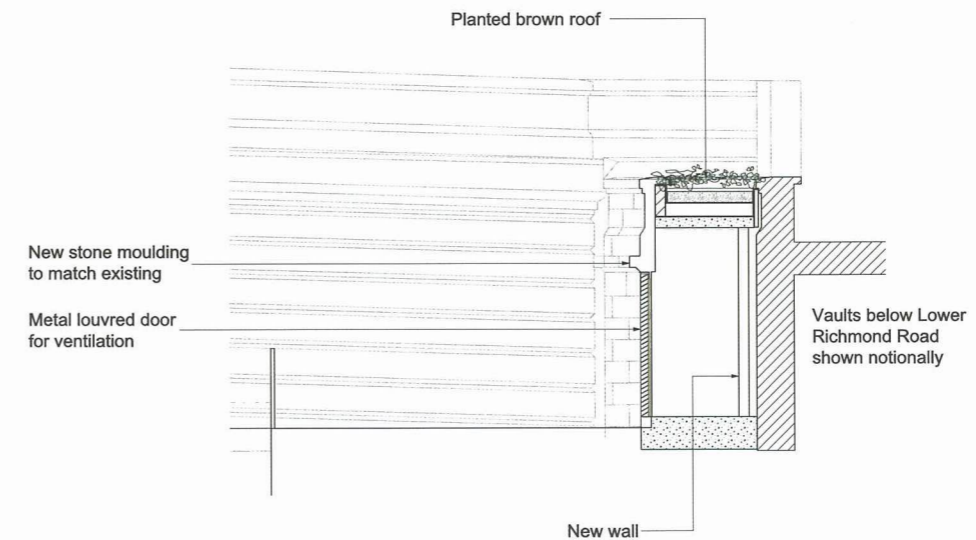 Planted brown roof
New stone moulding
to match existing
Metal louvred door
for ventilation
Vaults below Lower
Richmond Road
shown notionally
New wall